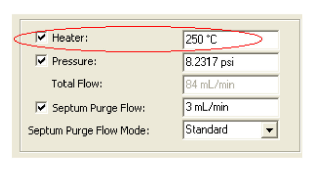 Heater: 250 °C
Pressure: 8.2317 psi
Total Flow: 84 mL/min
Septum Purge Flow: 3 mL/min
Septum Purge Flow Mode: Standard